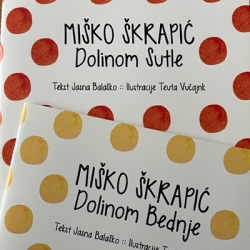 MIŠKO ŠKRAPIĆ
Dolinom Sutle
Tekst Jasna Balaško :: Ilustracije Teuta Vučajnk
MIŠKO ŠKRAPIĆ
Dolinom Bednje
Tekst Jasna Balaško :: Ilustracije